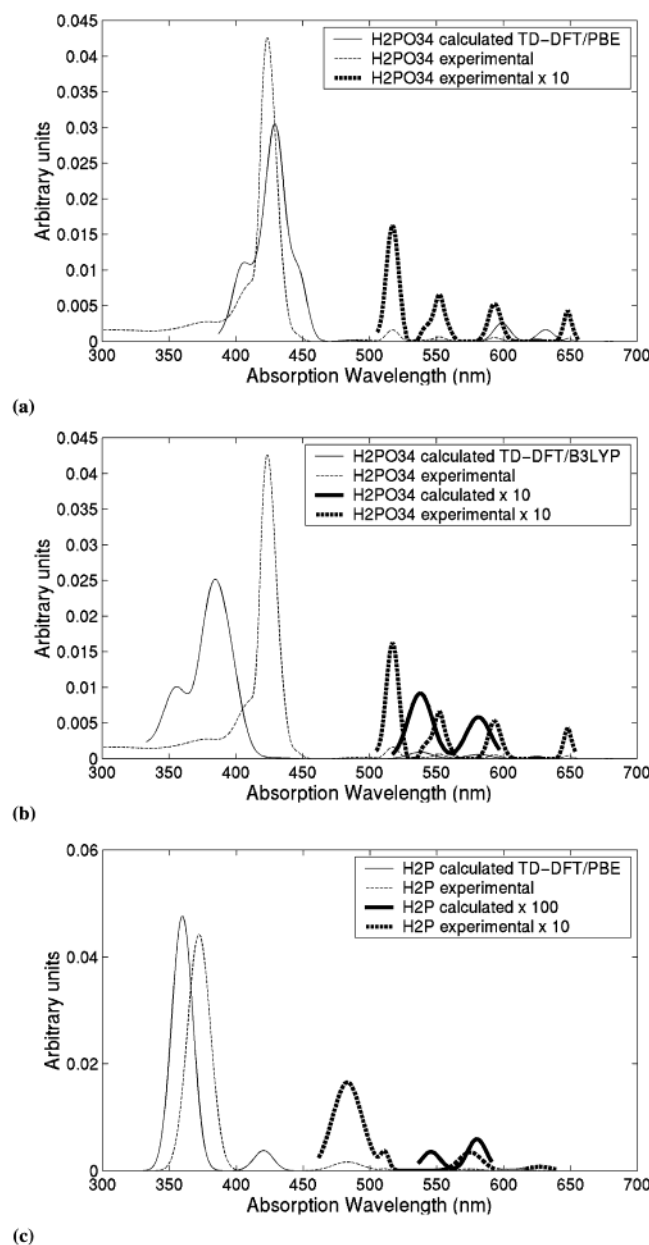 0.045
0.04
0.035
0.03
0.025
0.02
0.015
0.01
0.005
0
Arbitrary units
H2PO34 calculated TD-DFT/PBE
H2PO34 experimental
H2PO34 experimental x 10
300 350 400 450 500 550 600 650 700
Absorption Wavelength (nm)
(a)
0.045
0.04
0.035
0.03
0.025
0.02
0.015
0.01
0.005
0
Arbitrary units
H2PO34 calculated TD-DFT/B3LYP
H2PO34 experimental
H2PO34 calculated x 10
H2PO34 experimental x 10
300 350 400 450 500 550 600 650 700
Absorption Wavelength (nm)
(b)
0.06
0.04
0.02
0
Arbitrary units
H2P calculated TD-DFT/PBE
H2P experimental
H2P calculated x 100
H2P experimental x 10
300 350 400 450 500 550 600 650 700
Absorption Wavelength (nm)
(c)